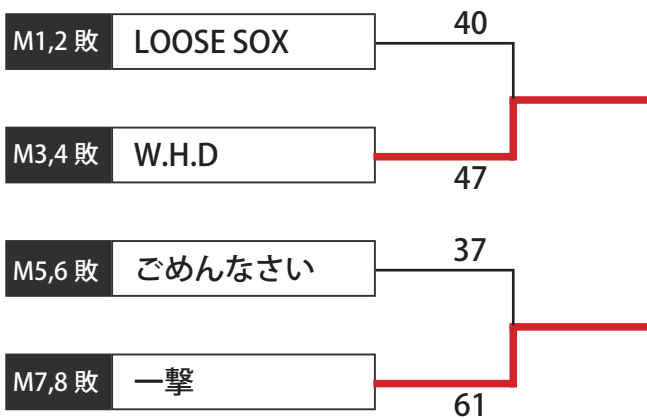 M1,2 敗 LOOSE SOX 40
M3,4 敗 W.H.D 47
M5,6 敗 ごめんなさい 37
M7,8 敗 一撃 61